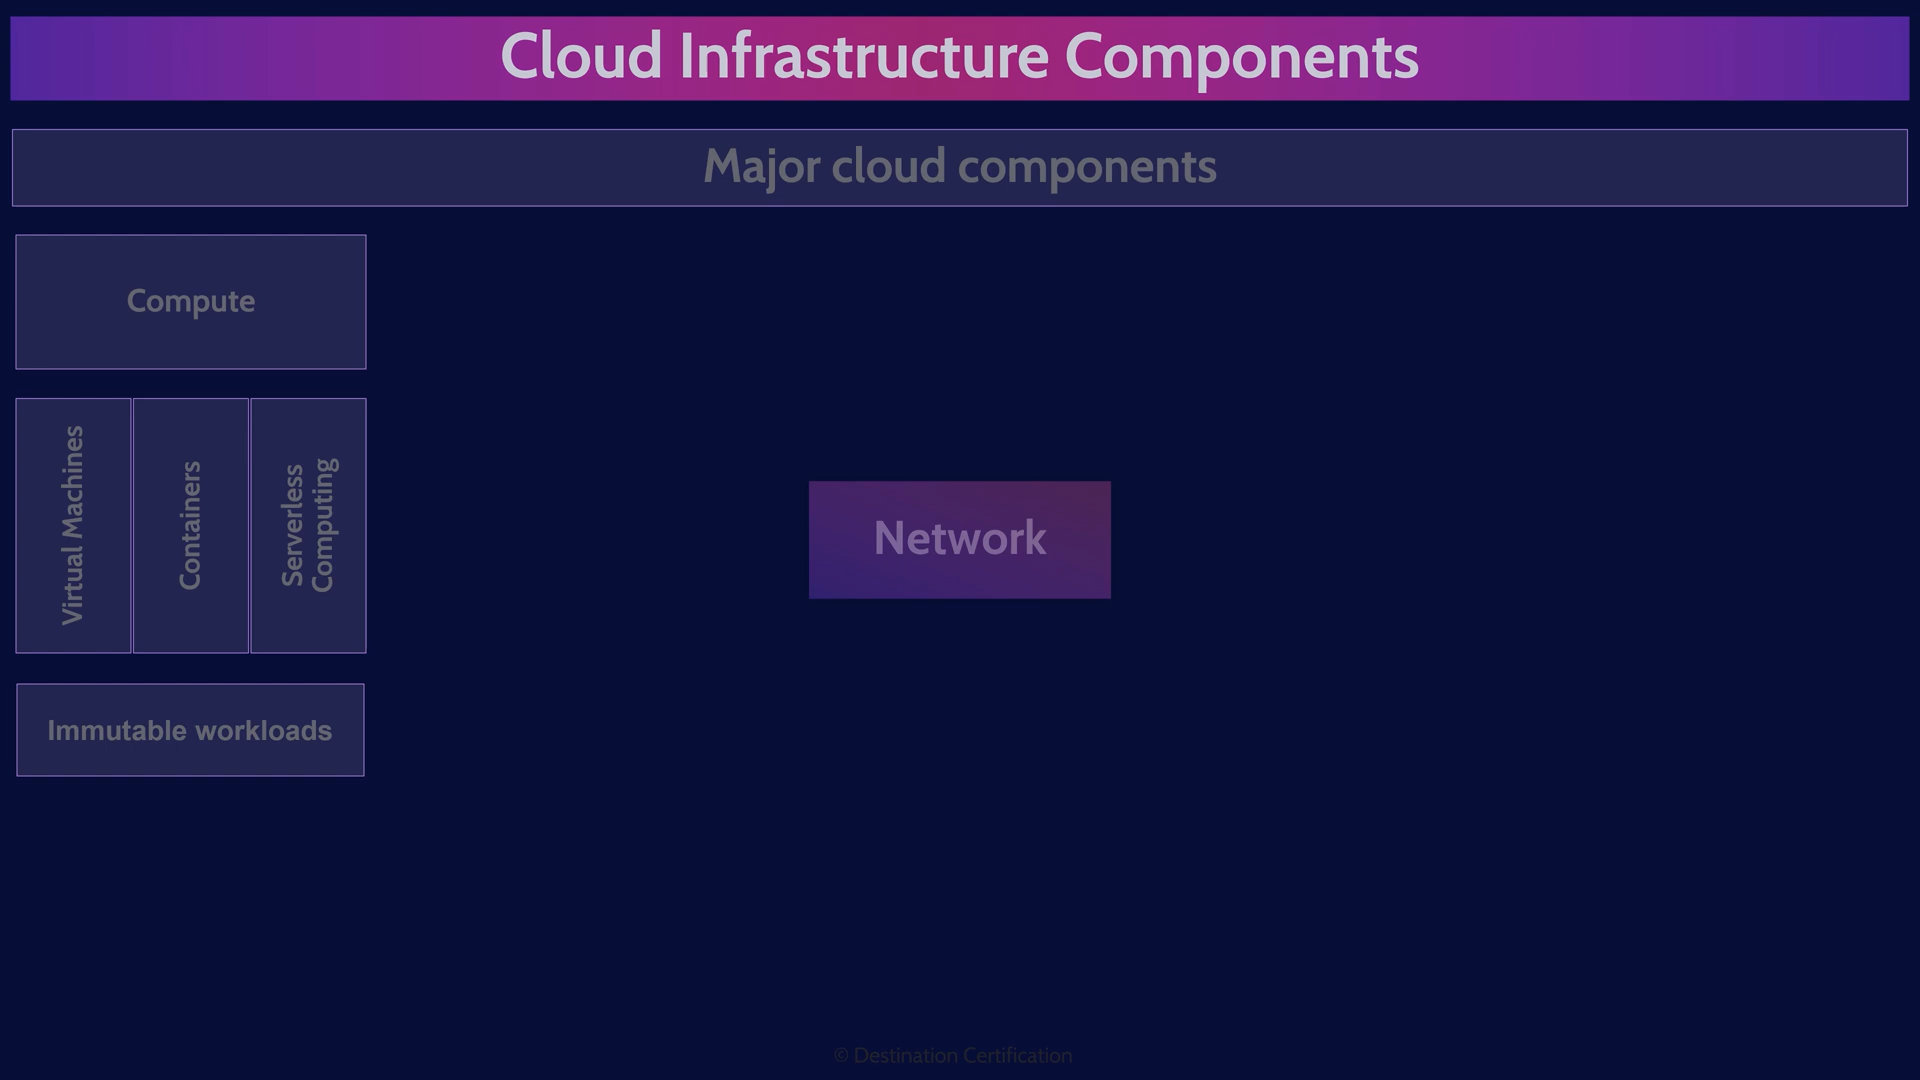 Cloud Infrastructure Components
Major cloud components
Compute
Virtual Machines
Containers
Serverless
Computing
Network
Immutable workloads
© Destination Certification